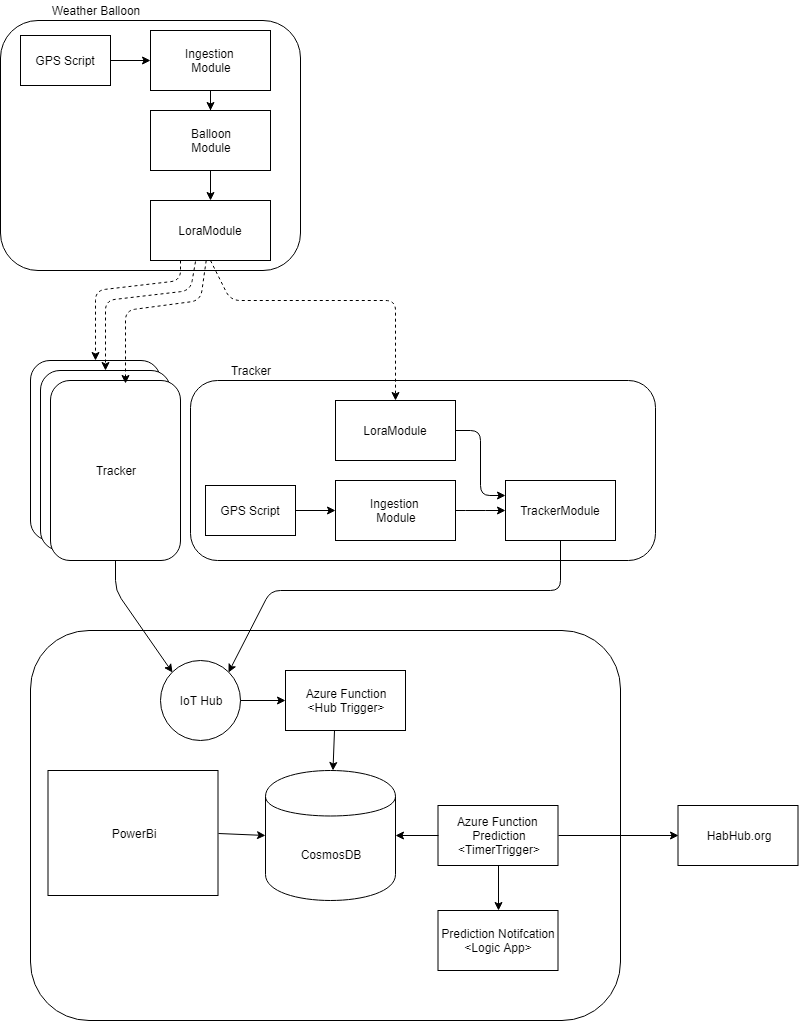 Weather Balloon
GPS Script
Ingestion
Module
Balloon
Module
LoraModule
Tracker
Tracker
LoraModule
GPS Script
Ingestion
Module
TrackerModule
IoT Hub
Azure Function
<Hub Trigger>
PowerBi
CosmosDB
Azure Function
Prediction
<TimerTrigger>
HabHub.org
Prediction Notifcation
<Logic App>